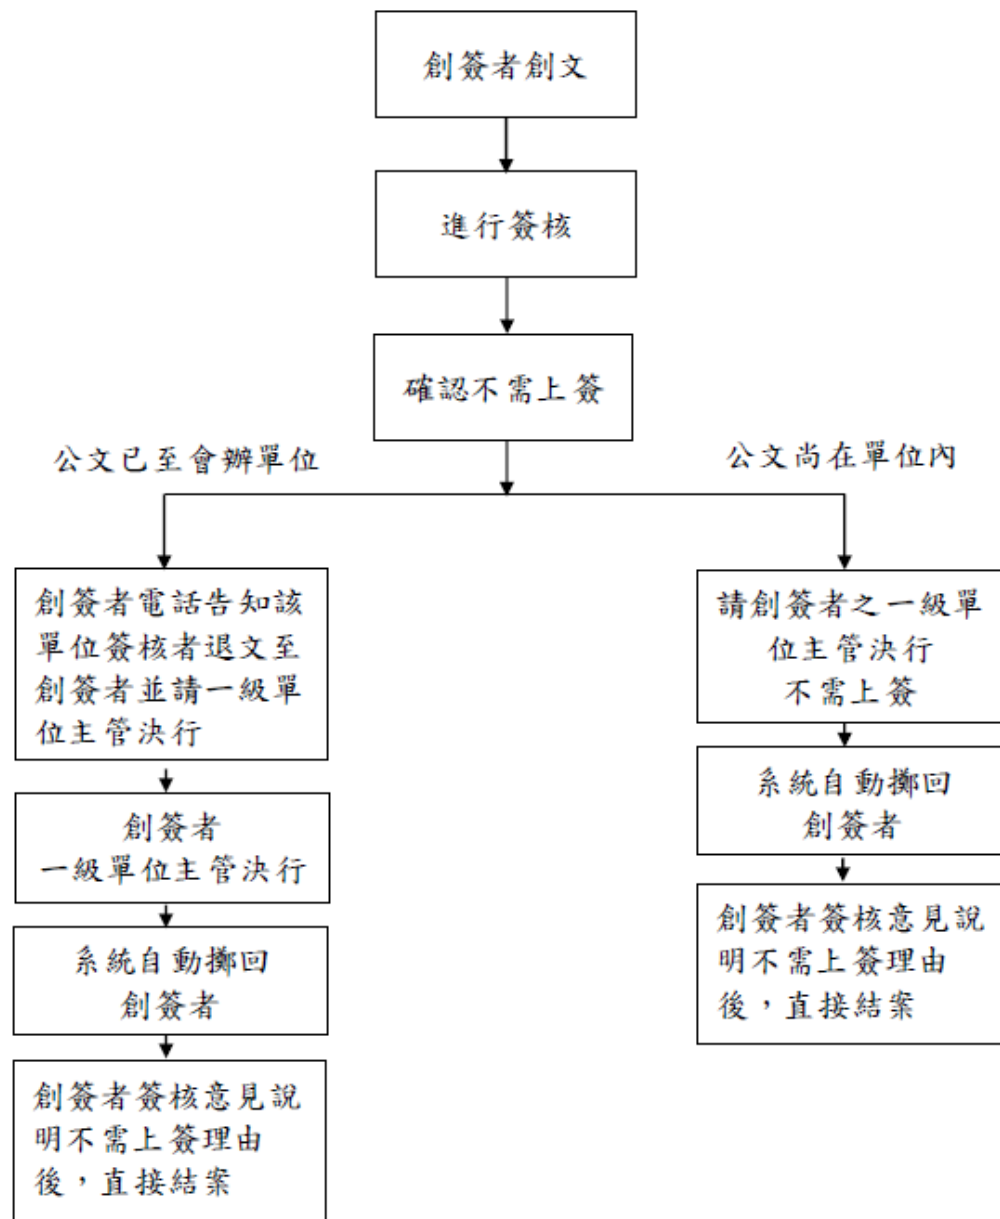 創簽者創文
進行簽核
確認不需上簽
公文已至會辦單位
公文尚在單位內
創簽者電話告知該
單位簽核者退文至
創簽者並請一級單
位主管決行
創簽者
一級單位主管決行
系統自動擲回
創簽者
創簽者簽核意見說
明不需上簽理由
後，直接結案
請創簽者之一級單
位主管決行
不需上簽
系統自動擲回
創簽者
創簽者簽核意見說
明不需上簽理由
後，直接結案